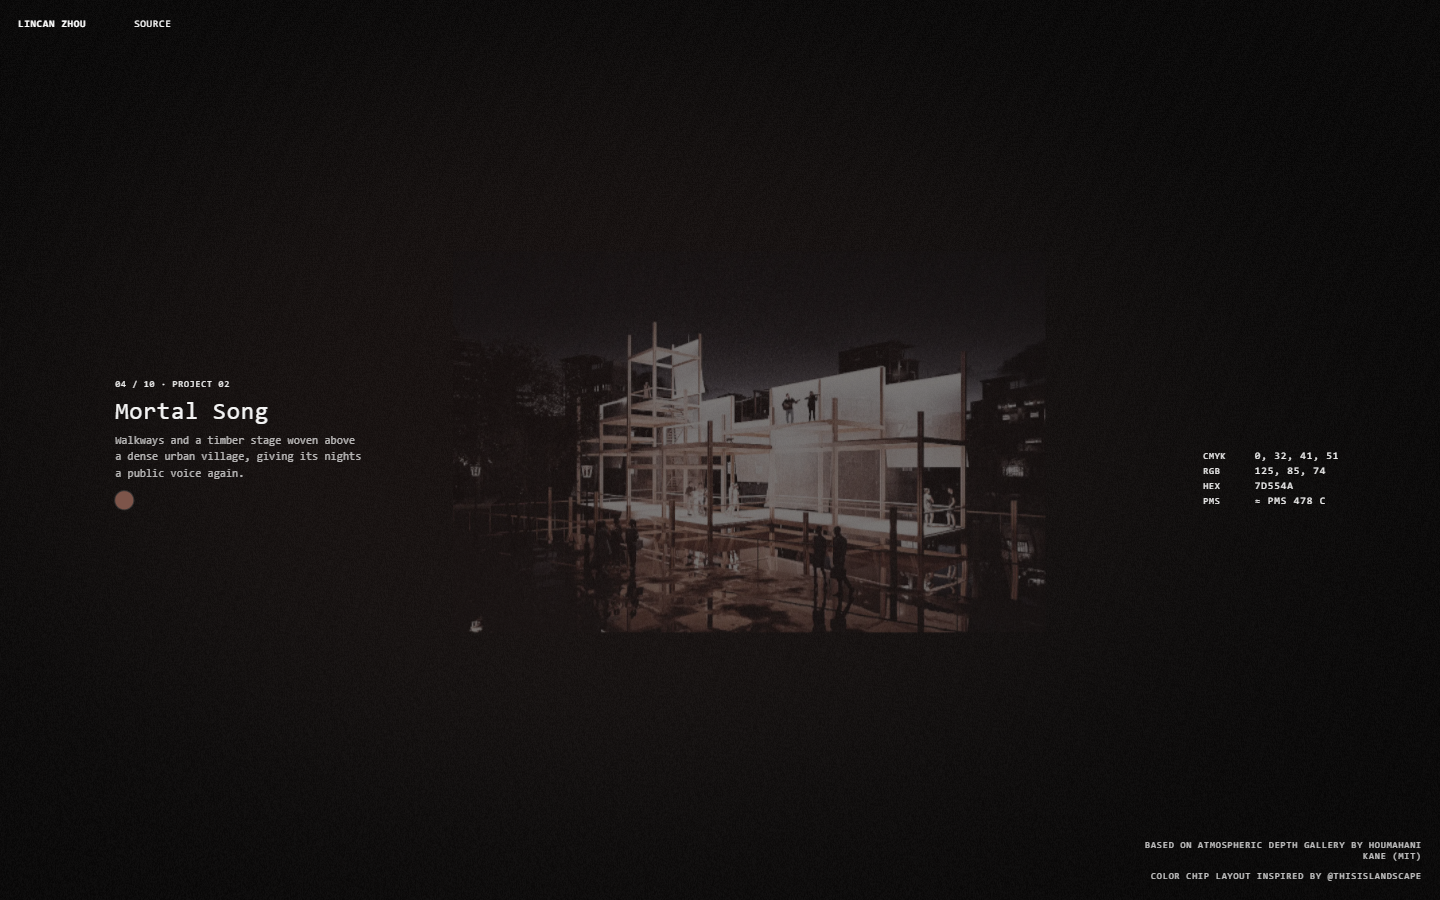 LINCAN ZHOU
SOURCE
04 / 10 · PROJECT 02
Mortal Song
Walkways and a timber stage woven above
a dense urban village, giving its nights
a public voice again.
CMYK 0, 32, 41, 51
RGB 125, 85, 74
HEX 7D554A
PMS ≈ PMS 478 C
BASED ON ATMOSPHERIC DEPTH GALLERY BY HOUMAHANI
KANE (MIT)
COLOR CHIP LAYOUT INSPIRED BY @THISISLANDSCAPE